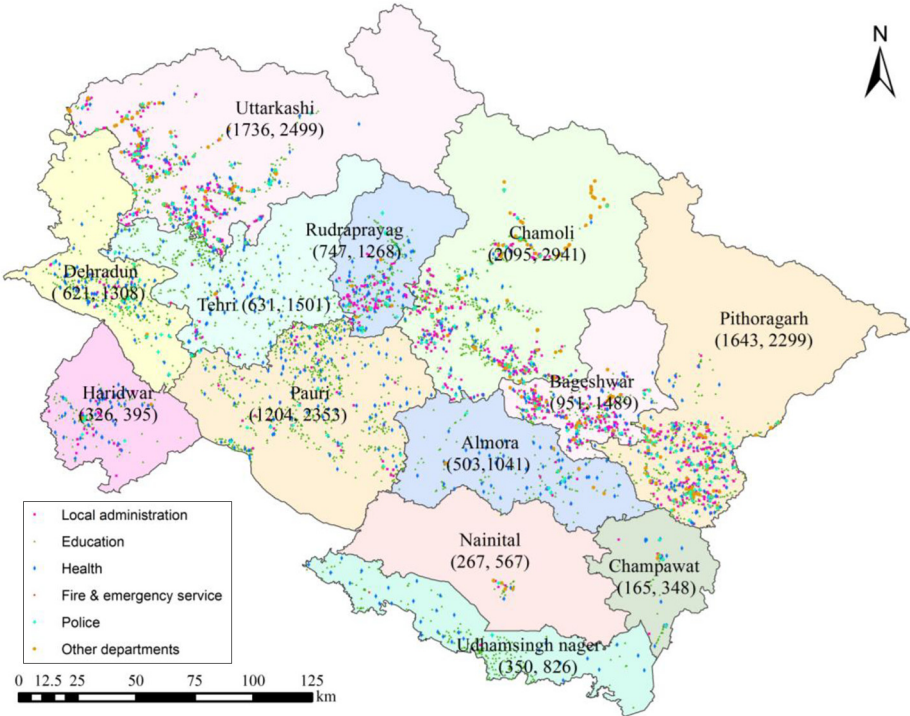 N
Uttarkashi
(1736, 2499)
Rudraprayag
(747, 1268)
Chamoli
(2095, 2941)
Dehradun
( 621, 1308)
Tehri (631, 1501)
Pithoragarh
(1643, 2299)
Haridwar
(326, 395)
Pauri
(1204, 2353)
Bageshwar
(951, 1489)
Almora
(503,1041)
Nainital
(267, 567)
Champawat
(165, 348)
Udhamsingh nager
(350, 826)
Local administration
Education
Health
Fire & emergency service
Police
Other departments
0 12.5 25 50 75 100 125
km